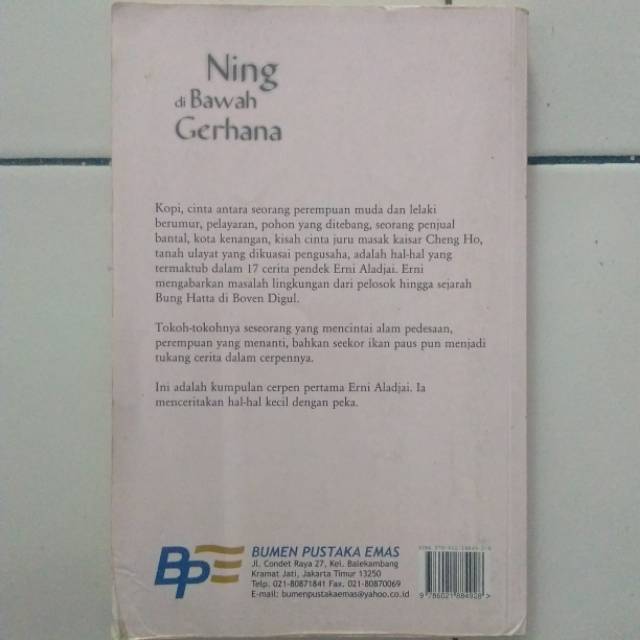 Ning
di Bawah
Gerhana
Kopi, cinta antara seorang perempuan muda dan lelaki
berumur, pelayaran, pohon yang ditebang, seorang penjual
bantal, kota kenangan, kisah cinta juru masak kaisar Cheng Ho,
tanah ulayat yang dikuasai pengusaha, adalah hal-hal yang
termaktub dalam 17 cerita pendek Erni Aladjai. Erni
mengabarkan masalah lingkungan dari pelosok hingga sejarah
Bung Hatta di Boven Digul.
Tokoh-tokohnya seseorang yang mencintai alam pedesaan,
perempuan yang menanti, bahkan seekor ikan paus pun menjadi
tukang cerita dalam cerpennya.
Ini adalah kumpulan cerpen pertama Erni Aladjai. Ia
menceritakan hal-hal kecil dengan peka.
BPE
BUMEN PUSTAKA EMAS
Jl. Condet Raya 27, Kel. Balekambang
Kramat Jati, Jakarta Timur 13250
Telp. 021-80871841 Fax. 021-80870069
E-mail: bumenpustakaemas@yahoo.co.id
9 786021 884928 >